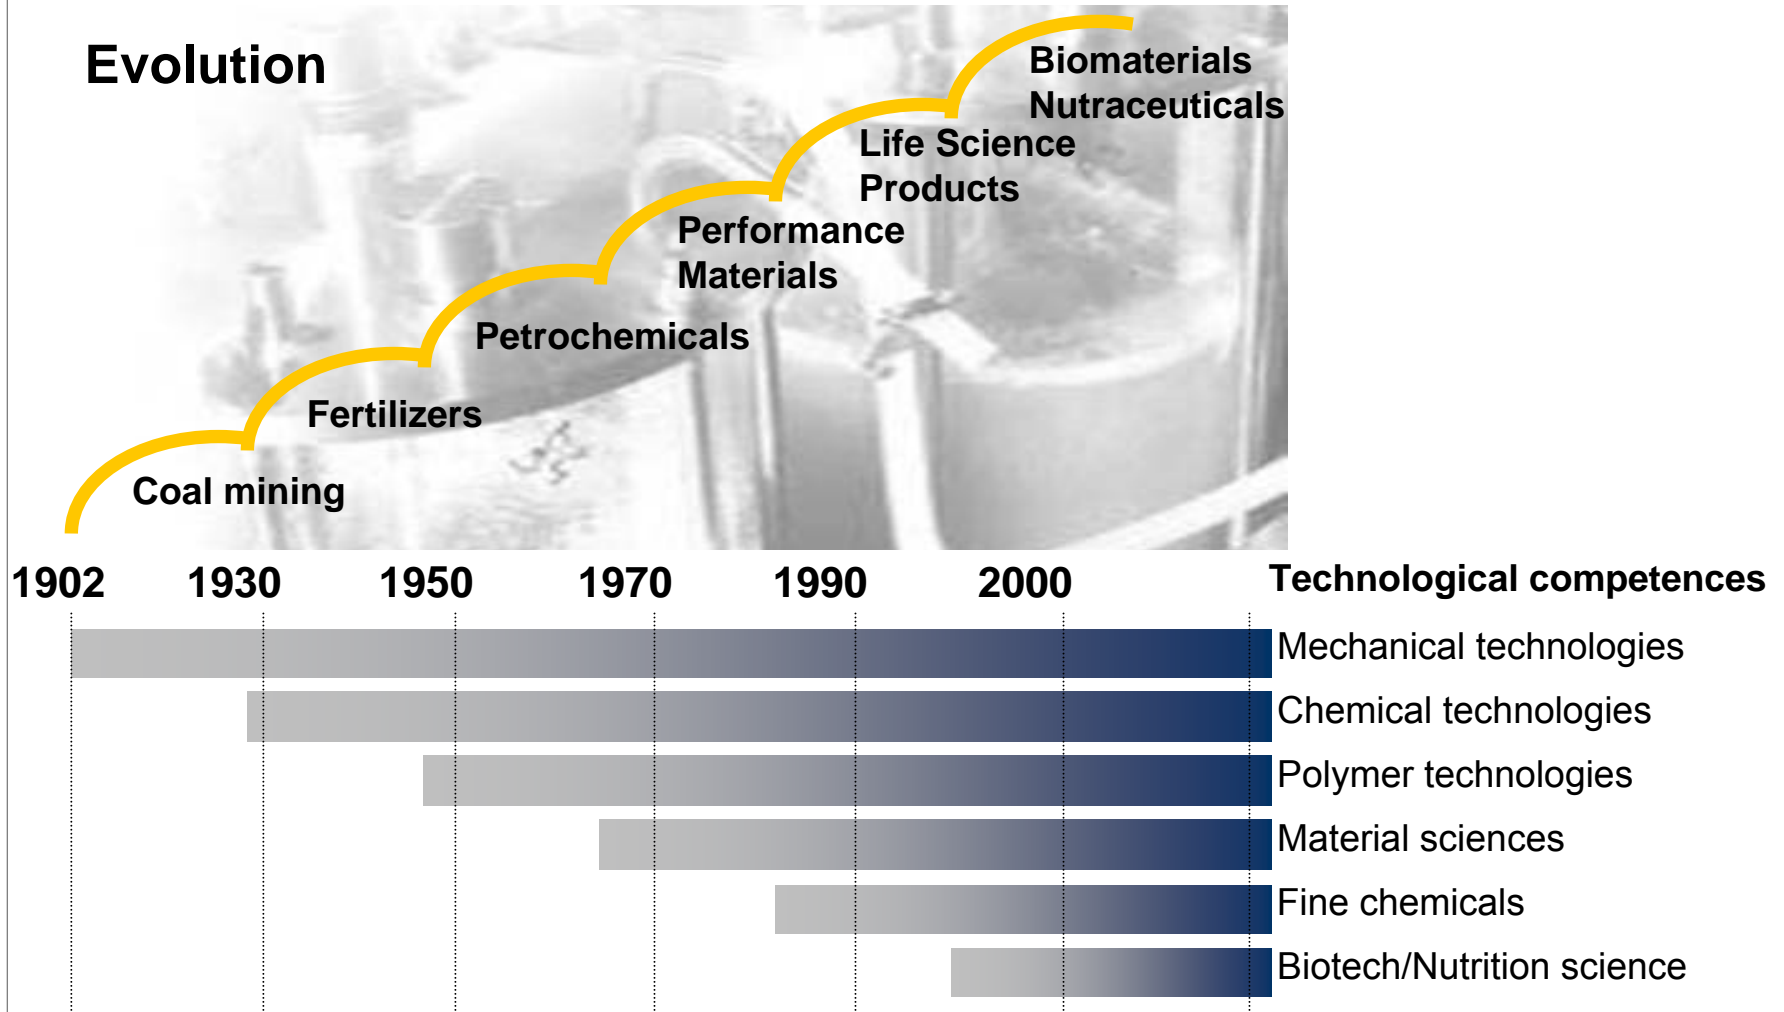 Evolution
Biomaterials
Nutraceuticals
Life Science
Products
Performance
Materials
Petrochemicals
Fertilizers
Coal mining
1902 1930 1950 1970 1990 2000 Technological competences
Mechanical technologies
Chemical technologies
Polymer technologies
Material sciences
Fine chemicals
Biotech/Nutrition science